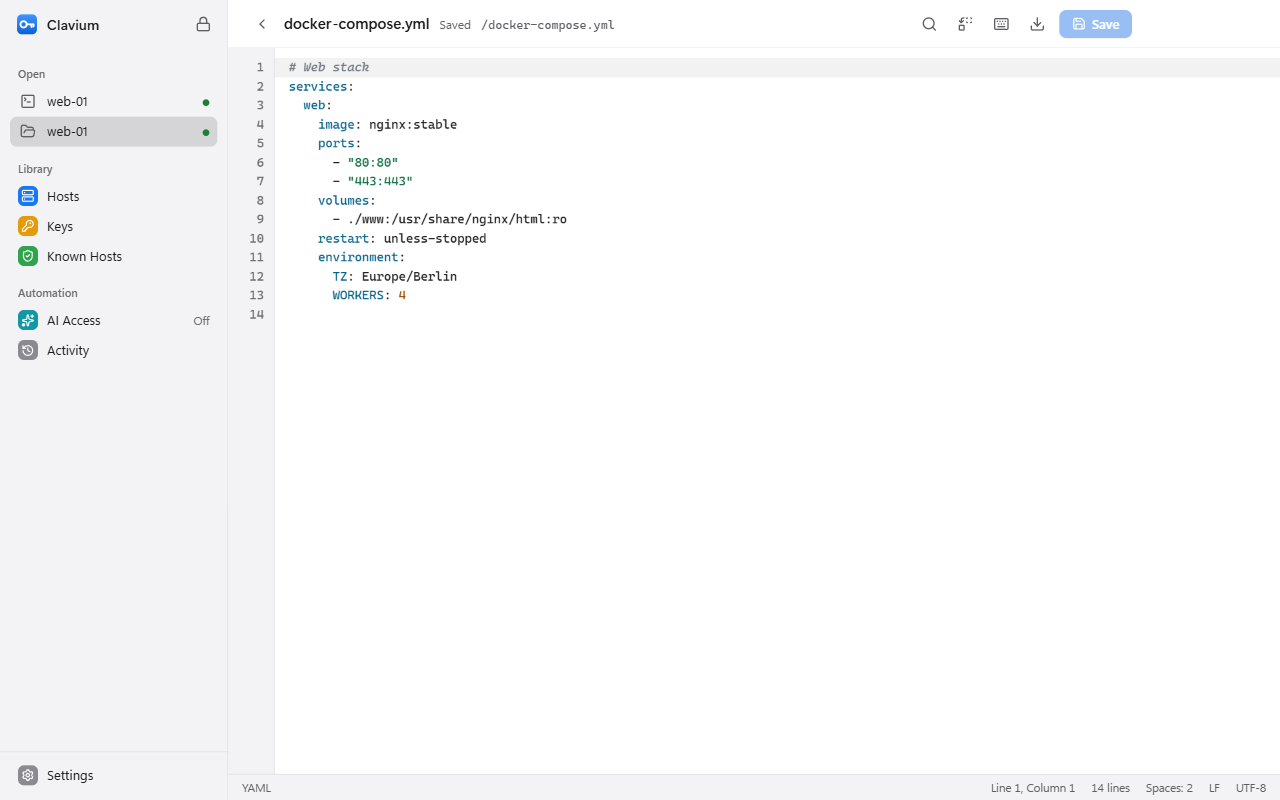 Clavium
docker-compose.yml Saved /docker-compose.yml
Save
Open
web-01
web-01
Library
Hosts
Keys
Known Hosts
Automation
AI Access Off
Activity
Settings
1 # Web stack
2 services:
3   web:
4     image: nginx:stable
5     ports:
6       - "80:80"
7       - "443:443"
8     volumes:
9       - ./www:/usr/share/nginx/html:ro
10     restart: unless-stopped
11     environment:
12       TZ: Europe/Berlin
13       WORKERS: 4
14
YAML
Line 1, Column 1 14 lines Spaces: 2 LF UTF-8